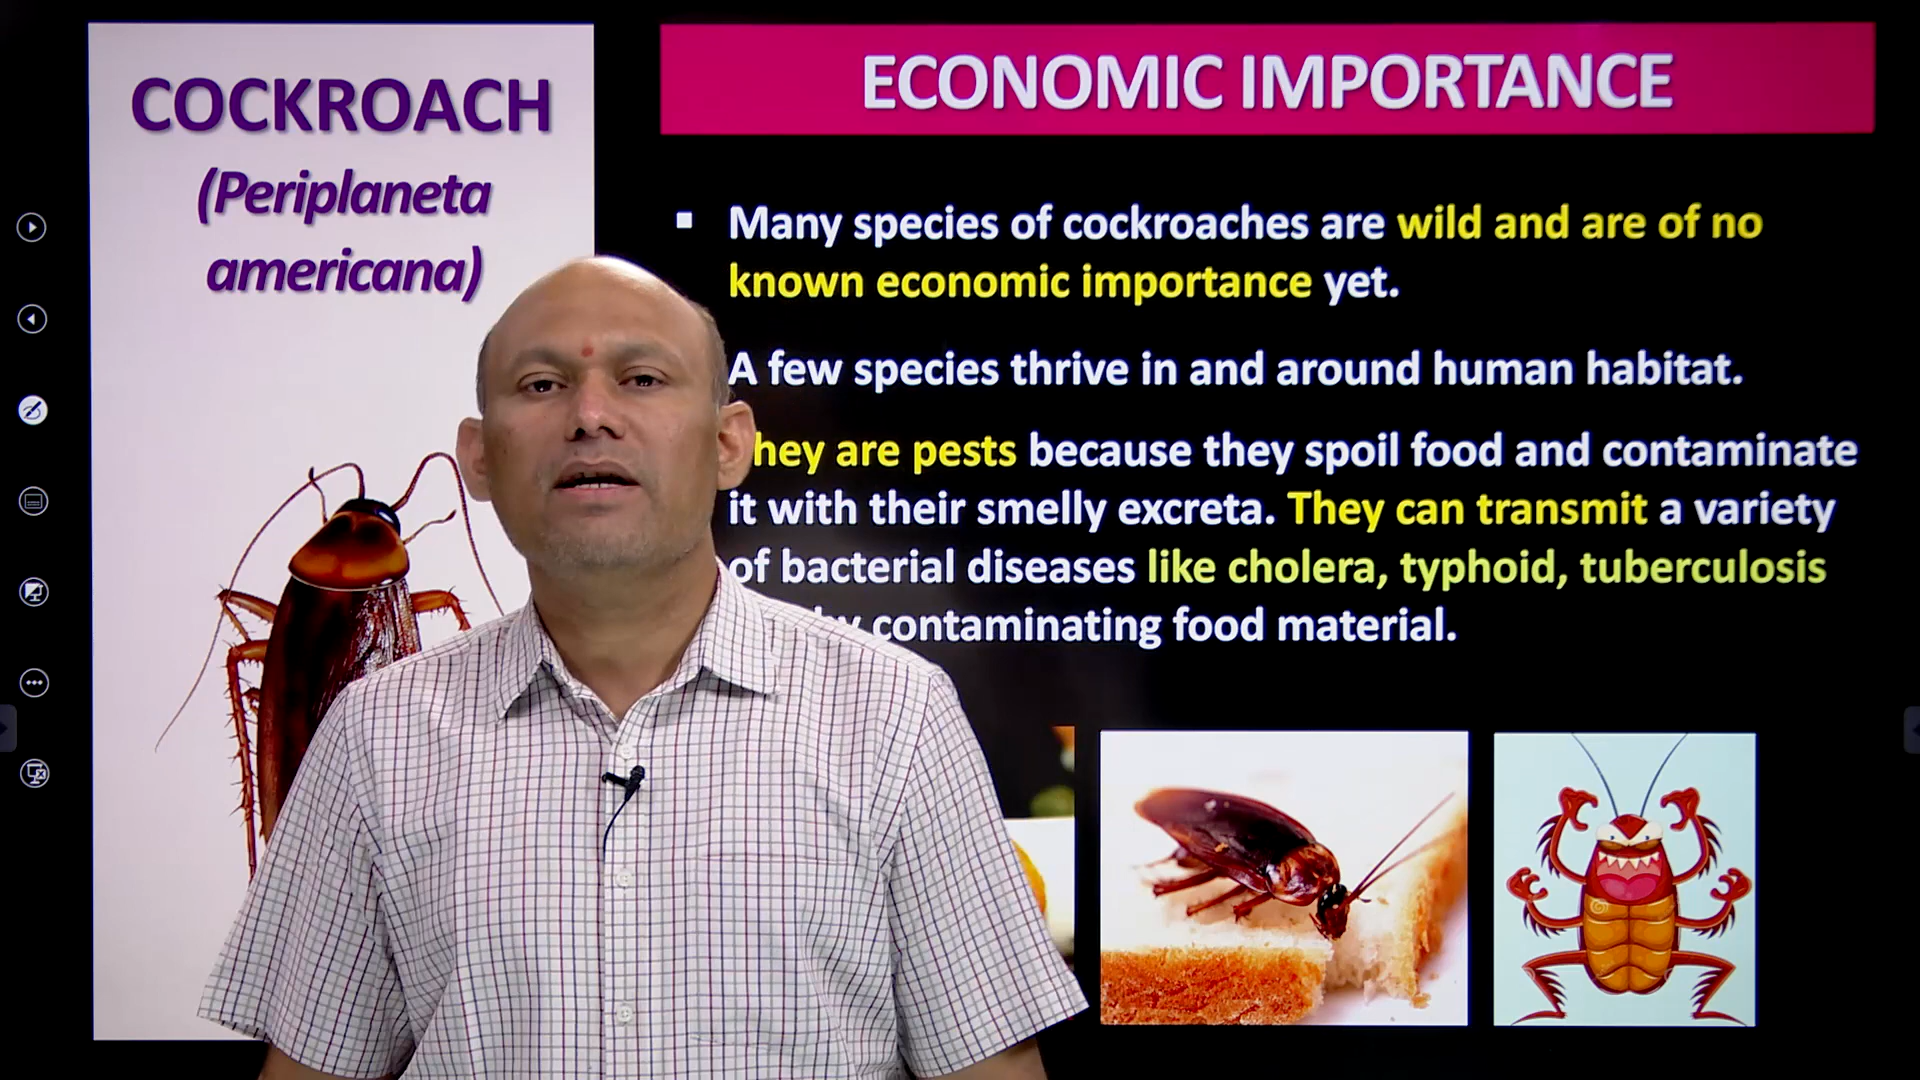 COCKROACH
(Periplaneta
americana)
ECONOMIC IMPORTANCE
▪ Many species of cockroaches are wild and are of no
known economic importance yet.
A few species thrive in and around human habitat.
hey are pests because they spoil food and contaminate
it with their smelly excreta. They can transmit a variety
of bacterial diseases like cholera, typhoid, tuberculosis
contaminating food material.